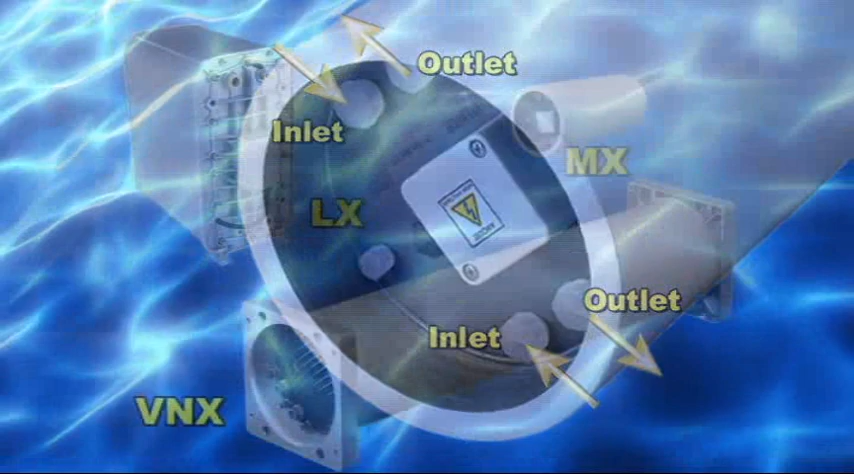 Outlet
Inlet
MX
LX
Outlet
Inlet
VNX